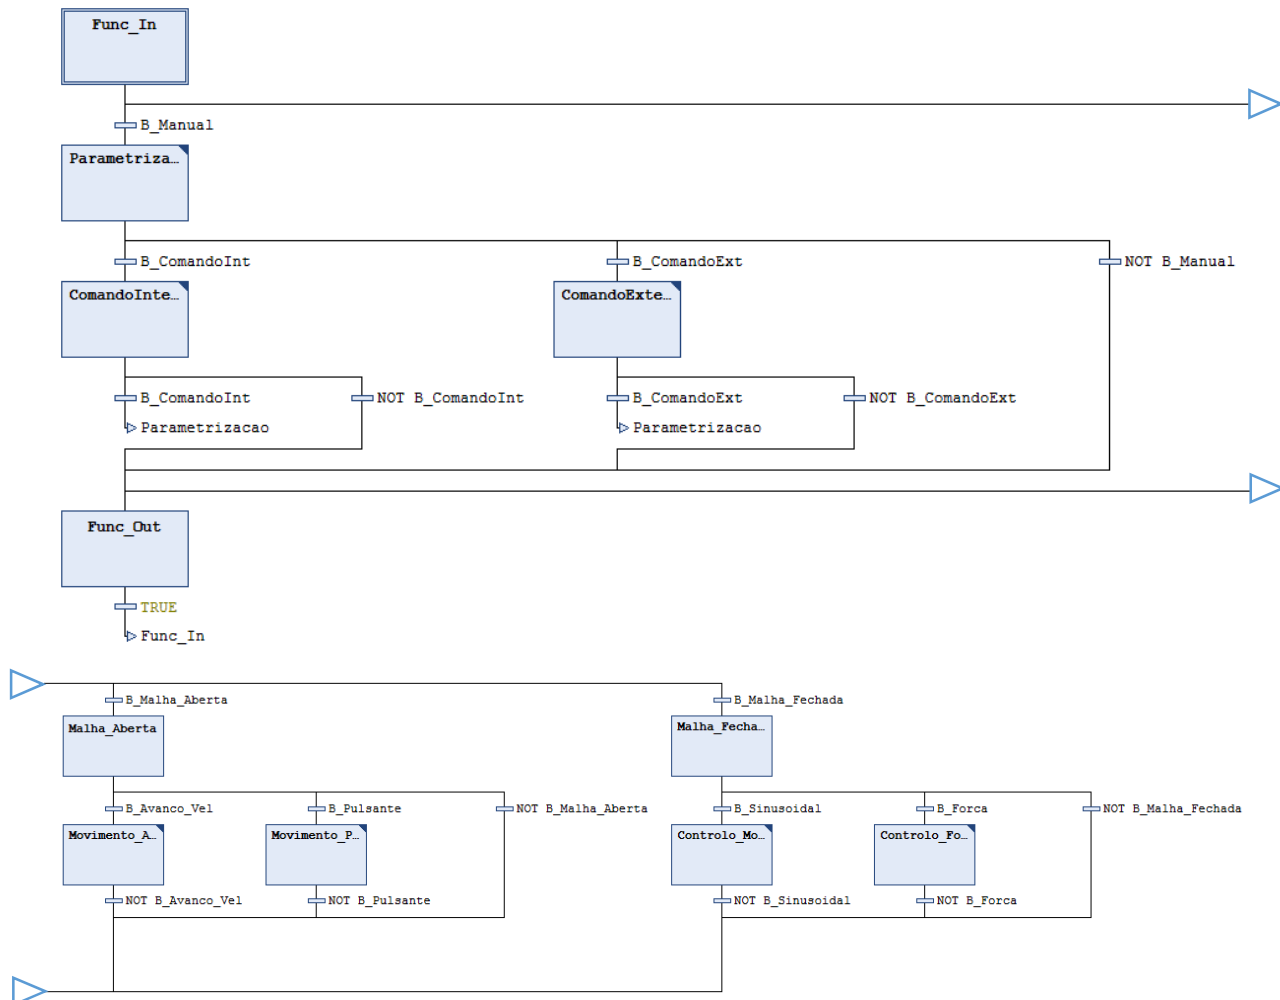 Func_In
B_Manual
Parametriza…
B_ComandoInt
B_ComandoExt
NOT B_Manual
ComandoInte…
ComandoExte…
B_ComandoInt
NOT B_ComandoInt
B_ComandoExt
NOT B_ComandoExt
Parametrizacao
Parametrizacao
Func_Out
TRUE
Func_In
B_Malha_Aberta
B_Malha_Fechada
Malha_Aberta
Malha_Fecha…
B_Avanco_Vel
B_Pulsante
NOT B_Malha_Aberta
B_Sinusoidal
B_Forca
NOT B_Malha_Fechada
Movimento_A…
Movimento_P…
Controlo_Mo…
Controlo_Fo…
NOT B_Avanco_Vel
NOT B_Pulsante
NOT B_Sinusoidal
NOT B_Forca